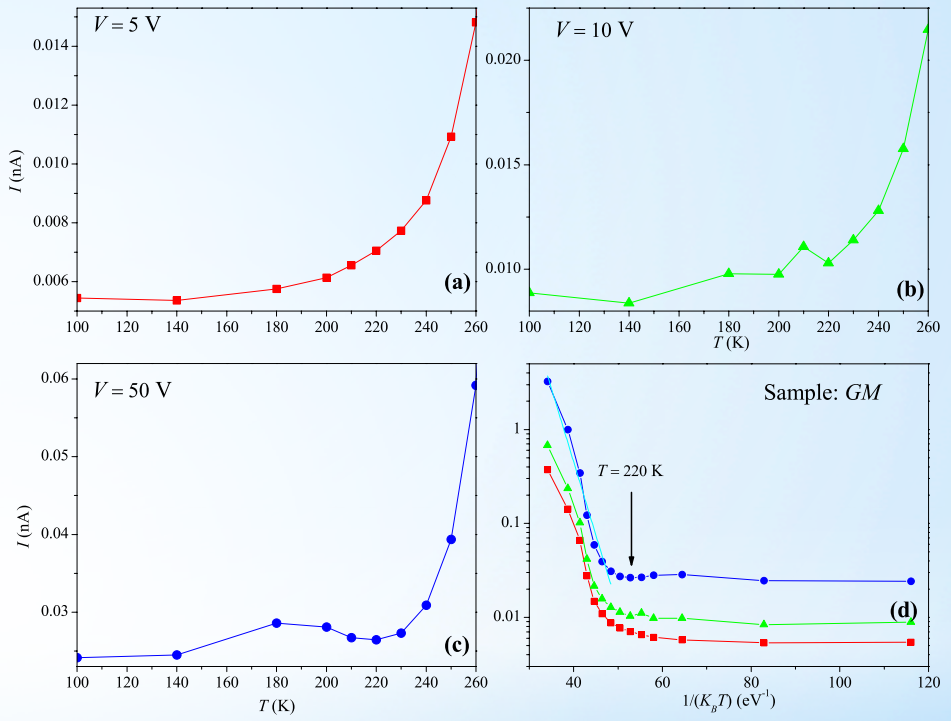 V = 5 V
0.014
0.012
0.010
0.008
0.006
I (nA)
(a)
100 120 140 160 180 200 220 240 260
V = 10 V
0.020
0.015
0.010
(b)
100 120 140 160 180 200 220 240 260
T (K)
V = 50 V
0.06
0.05
0.04
0.03
I (nA)
(c)
100 120 140 160 180 200 220 240 260
T (K)
Sample: GM
1
0.1
0.01
T = 220 K
(d)
40 60 80 100 120
1/(K_BT) (eV⁻¹)